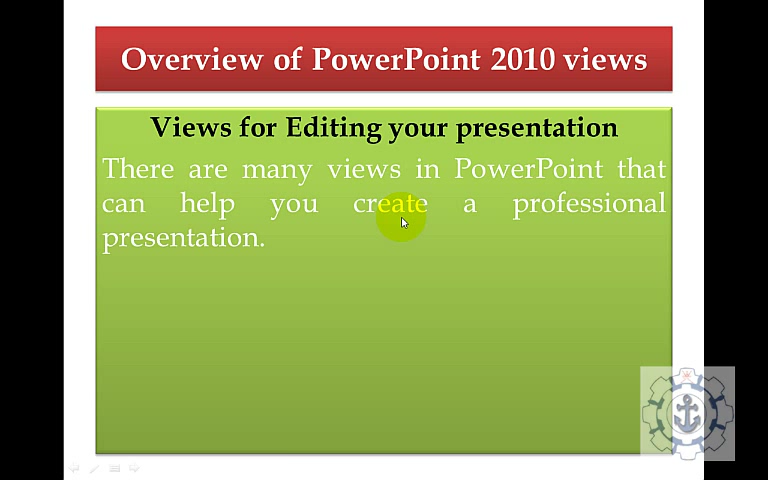 Overview of PowerPoint 2010 views
Views for Editing your presentation
There are many views in PowerPoint that
can help you create a professional
presentation.